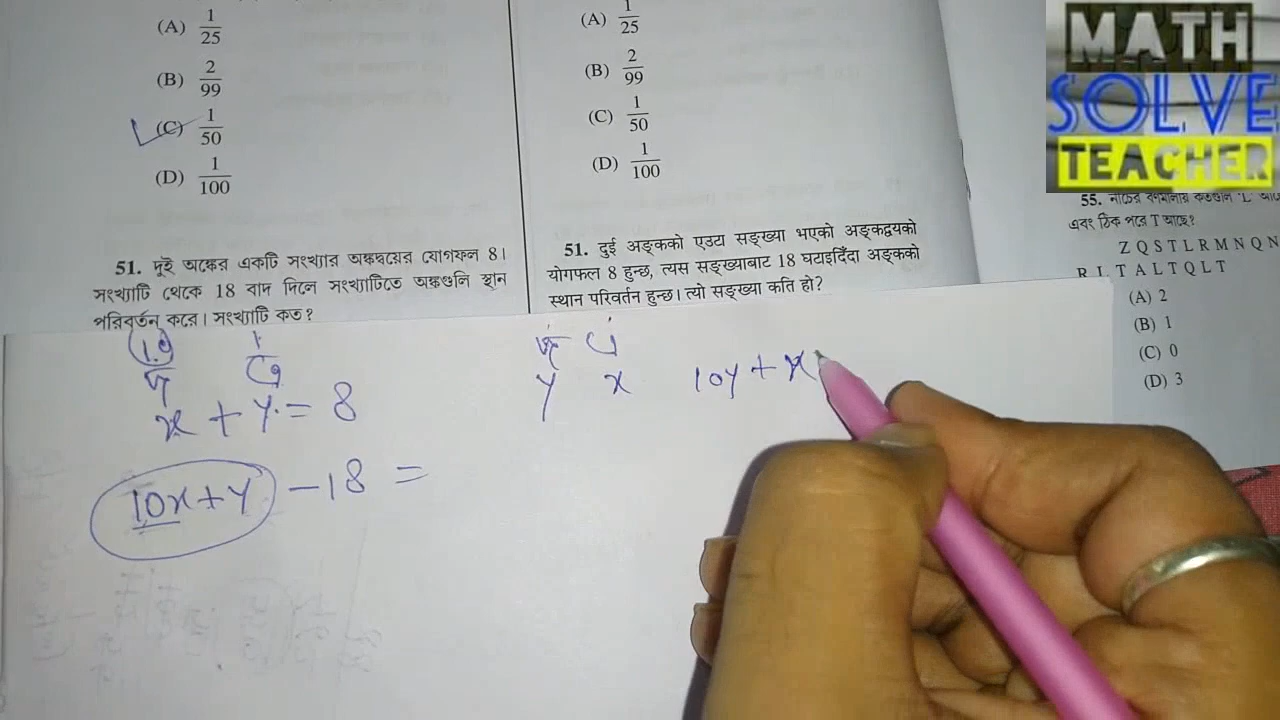 (A) 1/25
(B) 2/99
(C) 1/50
(D) 1/100
51. দুই অঙ্কের একটি সংখ্যার অঙ্কদ্বয়ের যোগফল 8।
সংখ্যাটি থেকে 18 বাদ দিলে সংখ্যাটিতে অঙ্কগুলি স্থান
পরিবর্তন করে। সংখ্যাটি কত?
(A) 1/25
(B) 2/99
(C) 1/50
(D) 1/100
51. दुई अङ्कको एउटा सङ्ख्या भएको अङ्कद्वयको
योगफल 8 हुन्छ, त्यस सङ्ख्याबाट 18 घटाइदिँदा अङ्कको
स्थान परिवर्तन हुन्छ। त्यो सङ्ख्या कति हो?
MATH
SOLVE
TEACHER
55.
এবং ঠিক পরে T আছে?
Z Q S T L R M N Q N
R L T A L T Q L T
(A) 2
(B) 1
(C) 0
(D) 3
x + y = 8
10x+y - 18 =
y x 10y + x